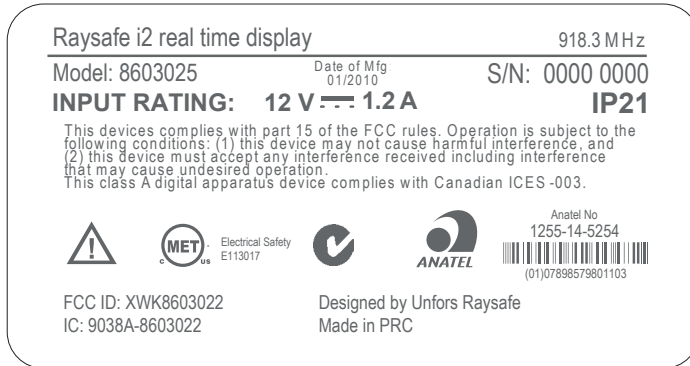 Raysafe i2 real time display
918.3 MHz
Model: 8603025
Date of Mfg
01/2010
S/N: 0000 0000
INPUT RATING: 12 V 1.2 A
IP21
This devices complies with part 15 of the FCC rules. Operation is subject to the
following conditions: (1) this device may not cause harmful interference, and
(2) this device must accept any interference received including interference
that may cause undesired operation.
This class A digital apparatus device complies with Canadian ICES -003.
MET
C US
Electrical Safety
E113017
ANATEL
Anatel No
1255-14-5254
(01)07898579801103
FCC ID: XWK8603022
IC: 9038A-8603022
Designed by Unfors Raysafe
Made in PRC